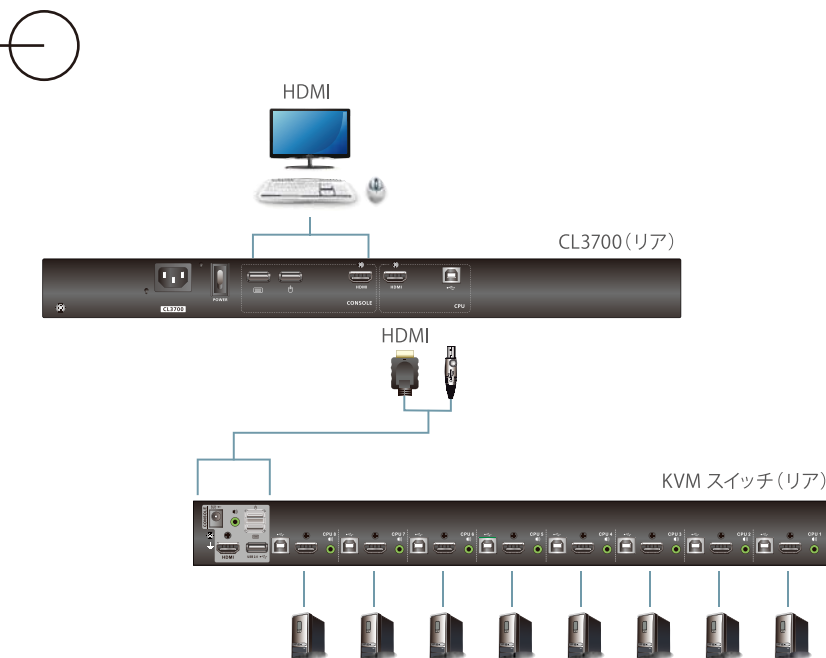 HDMI
CL3700（リア）
POWER
HDMI
HDMI
CONSOLE
CPU
CL3700
HDMI
KVM スイッチ（リア）
CONSOLE
CPU 8
CPU 7
CPU 6
CPU 5
CPU 4
CPU 3
CPU 2
CPU 1
HDMI